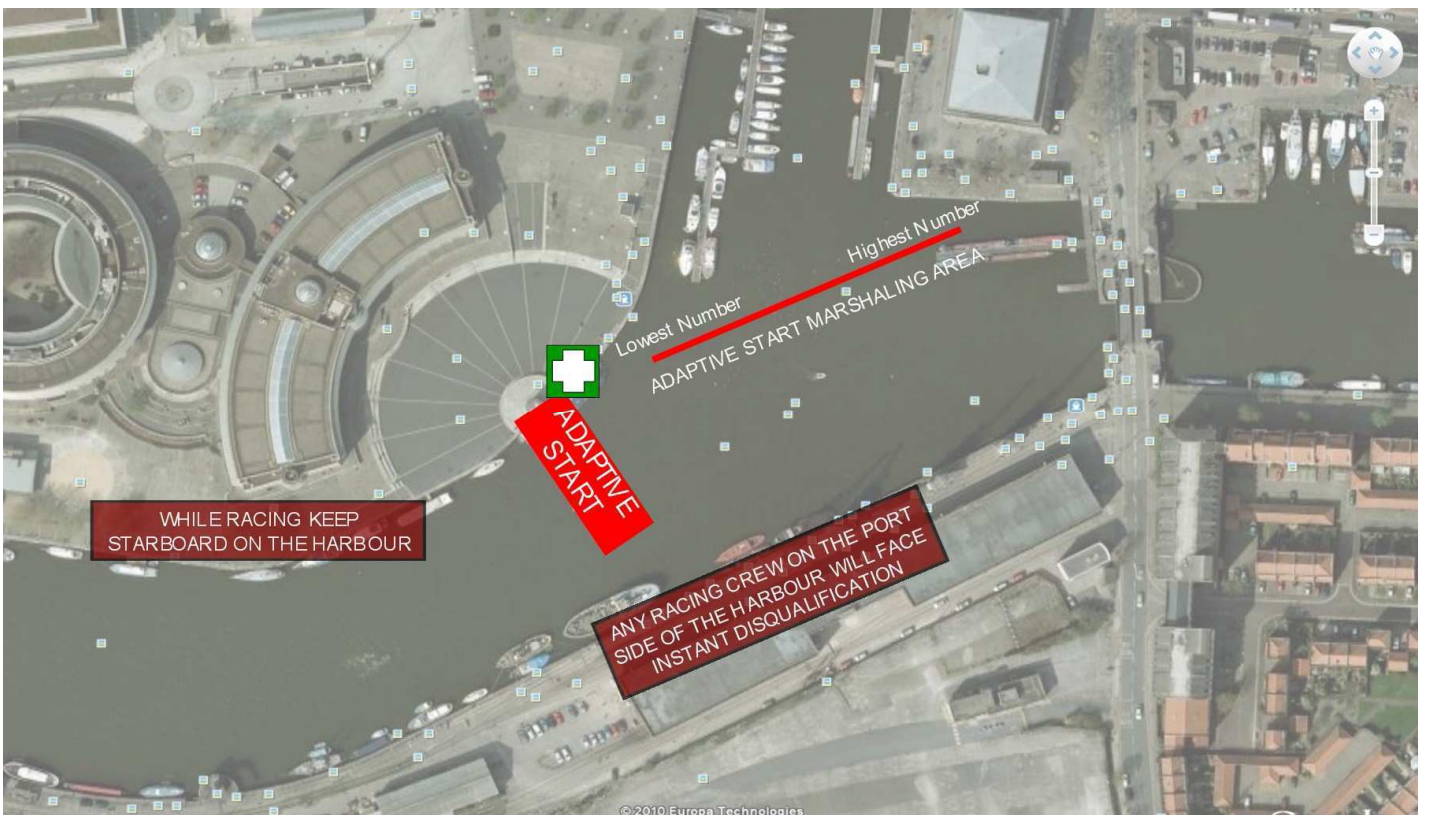 Highest Number
Lowest Number
ADAPTIVE START MARSHALING AREA
ADAPTIVE
START
WHILE RACING KEEP
STARBOARD ON THE HARBOUR
ANY RACING CREW ON THE PORT
SIDE OF THE HARBOUR WILL FACE
INSTANT DISQUALIFICATION
© 2010 Europa Technologies